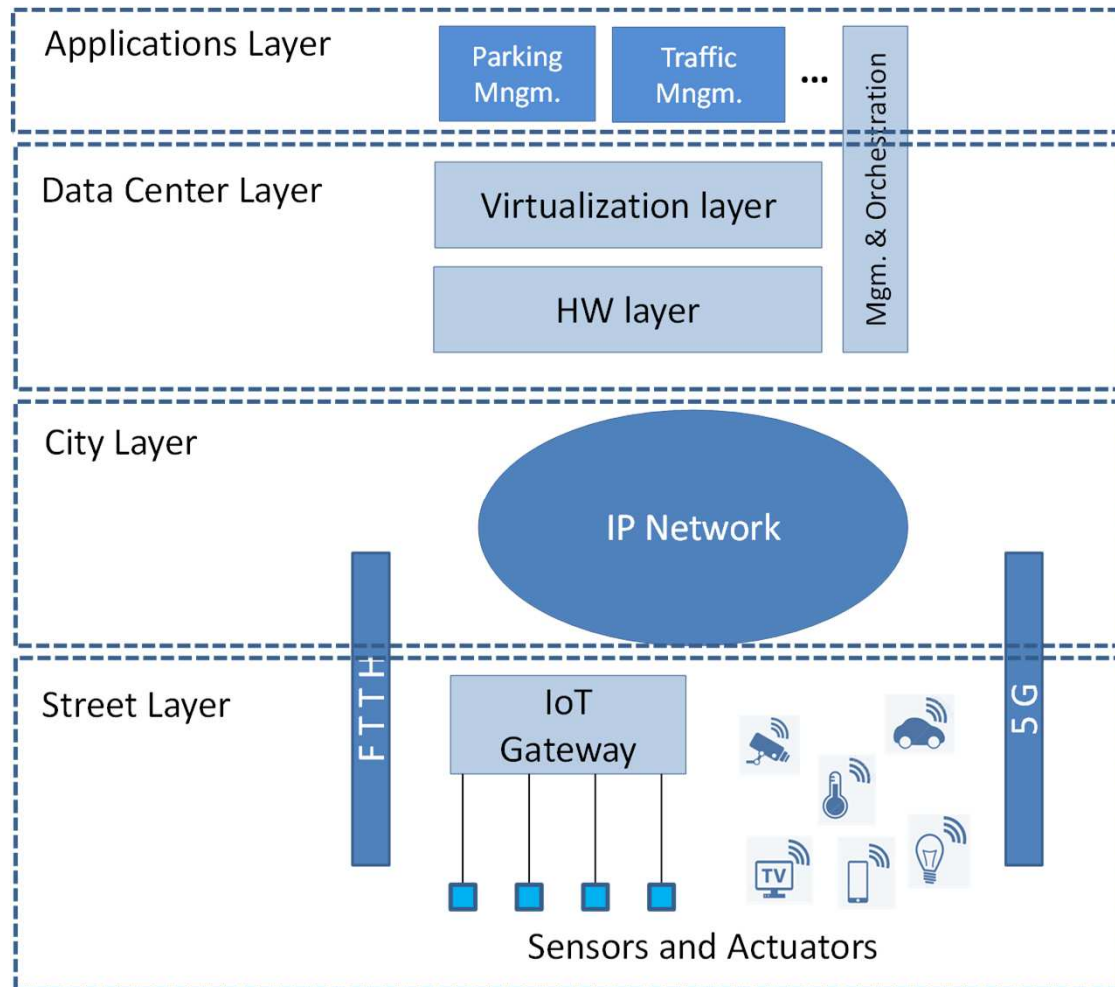 Applications Layer
Parking
Mngm.
Traffic
Mngm.
...
Mgm. & Orchestration
Data Center Layer
Virtualization layer
HW layer
City Layer
IP Network
FTTH
5G
Street Layer
IoT
Gateway
TV
Sensors and Actuators